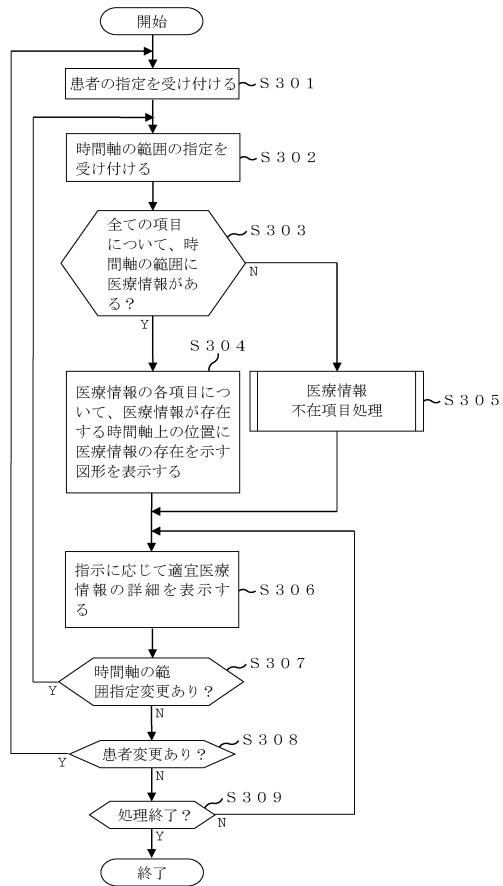 開始
患者の指定を受け付ける
Ｓ３０１
時間軸の範囲の指定を
受け付ける
Ｓ３０２
全ての項目
について、時
間軸の範囲に
医療情報があ
る？
Ｓ３０３
N
Y
Ｓ３０４
医療情報の各項目につ
いて、医療情報が存在
する時間軸上の位置に
医療情報の存在を示す
図形を表示する
医療情報
不在項目処理
Ｓ３０５
指示に応じて適宜医療
情報の詳細を表示す
る
Ｓ３０６
時間軸の範
囲指定変更あり？
Ｓ３０７
Y
N
患者変更あり？
Ｓ３０８
Y
N
処理終了？
Ｓ３０９
N
Y
終了